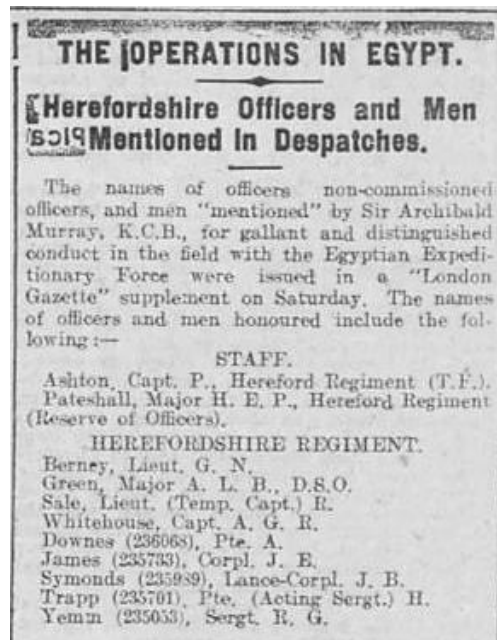 THE OPERATIONS IN EGYPT.
Herefordshire Officers and Men
Mentioned in Despatches.
The names of officers non-commissioned
officers, and men "mentioned" by Sir Archibald
Murray, K.C.B., for gallant and distinguished
conduct in the field with the Egyptian Expedi-
tionary Force were issued in a "London
Gazette" supplement on Saturday. The names
of officers and men honoured include the fol-
lowing:—
STAFF.
Ashton, Capt. P., Hereford Regiment (T.F.).
Pateshall, Major H. E. P., Hereford Regiment
(Reserve of Officers).
HEREFORDSHIRE REGIMENT.
Berney, Lieut. G. N.
Green, Major A. L. B., D.S.O.
Sale, Lieut. (Temp. Capt.) R.
Whitehouse, Capt. A. G. R.
Downes (236068), Pte. A.
James (235733), Corpl. J. E.
Symonds (235989), Lance-Corpl. J. B.
Trapp (235701), Pte. (Acting Sergt.) H.
Yemm (235053), Sergt. R. G.